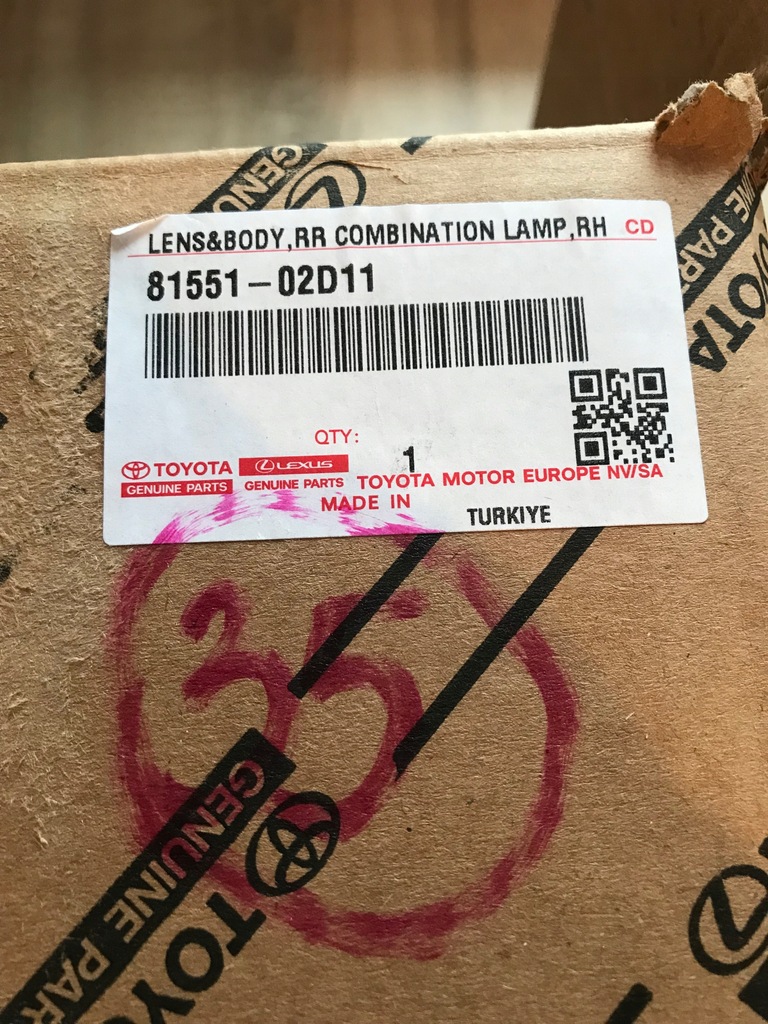 GENUINE
LENS&BODY,RR COMBINATION LAMP,RH CD
81551-02D11
QTY: 1
TOYOTA LEXUS
GENUINE PARTS GENUINE PARTS TOYOTA MOTOR EUROPE NV/SA
MADE IN TURKIYE
35
GENUINE PARTS
TOYOTA